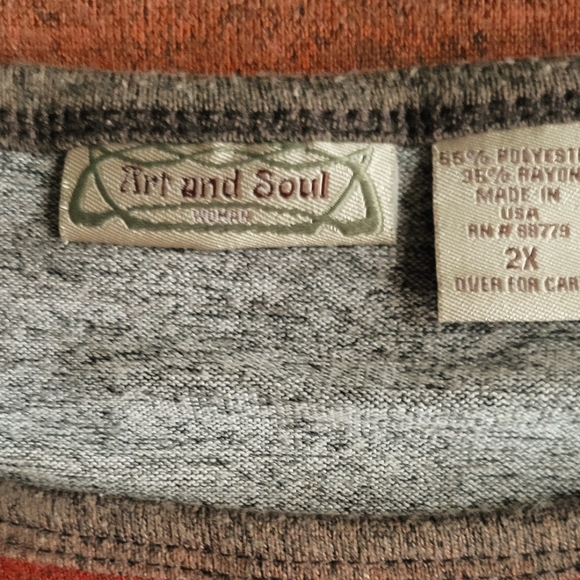 Art and Soul
WOMAN
65% POLYESTE
35% RAYON
MADE IN
USA
RN # 88779
2X
OVER FOR CAR